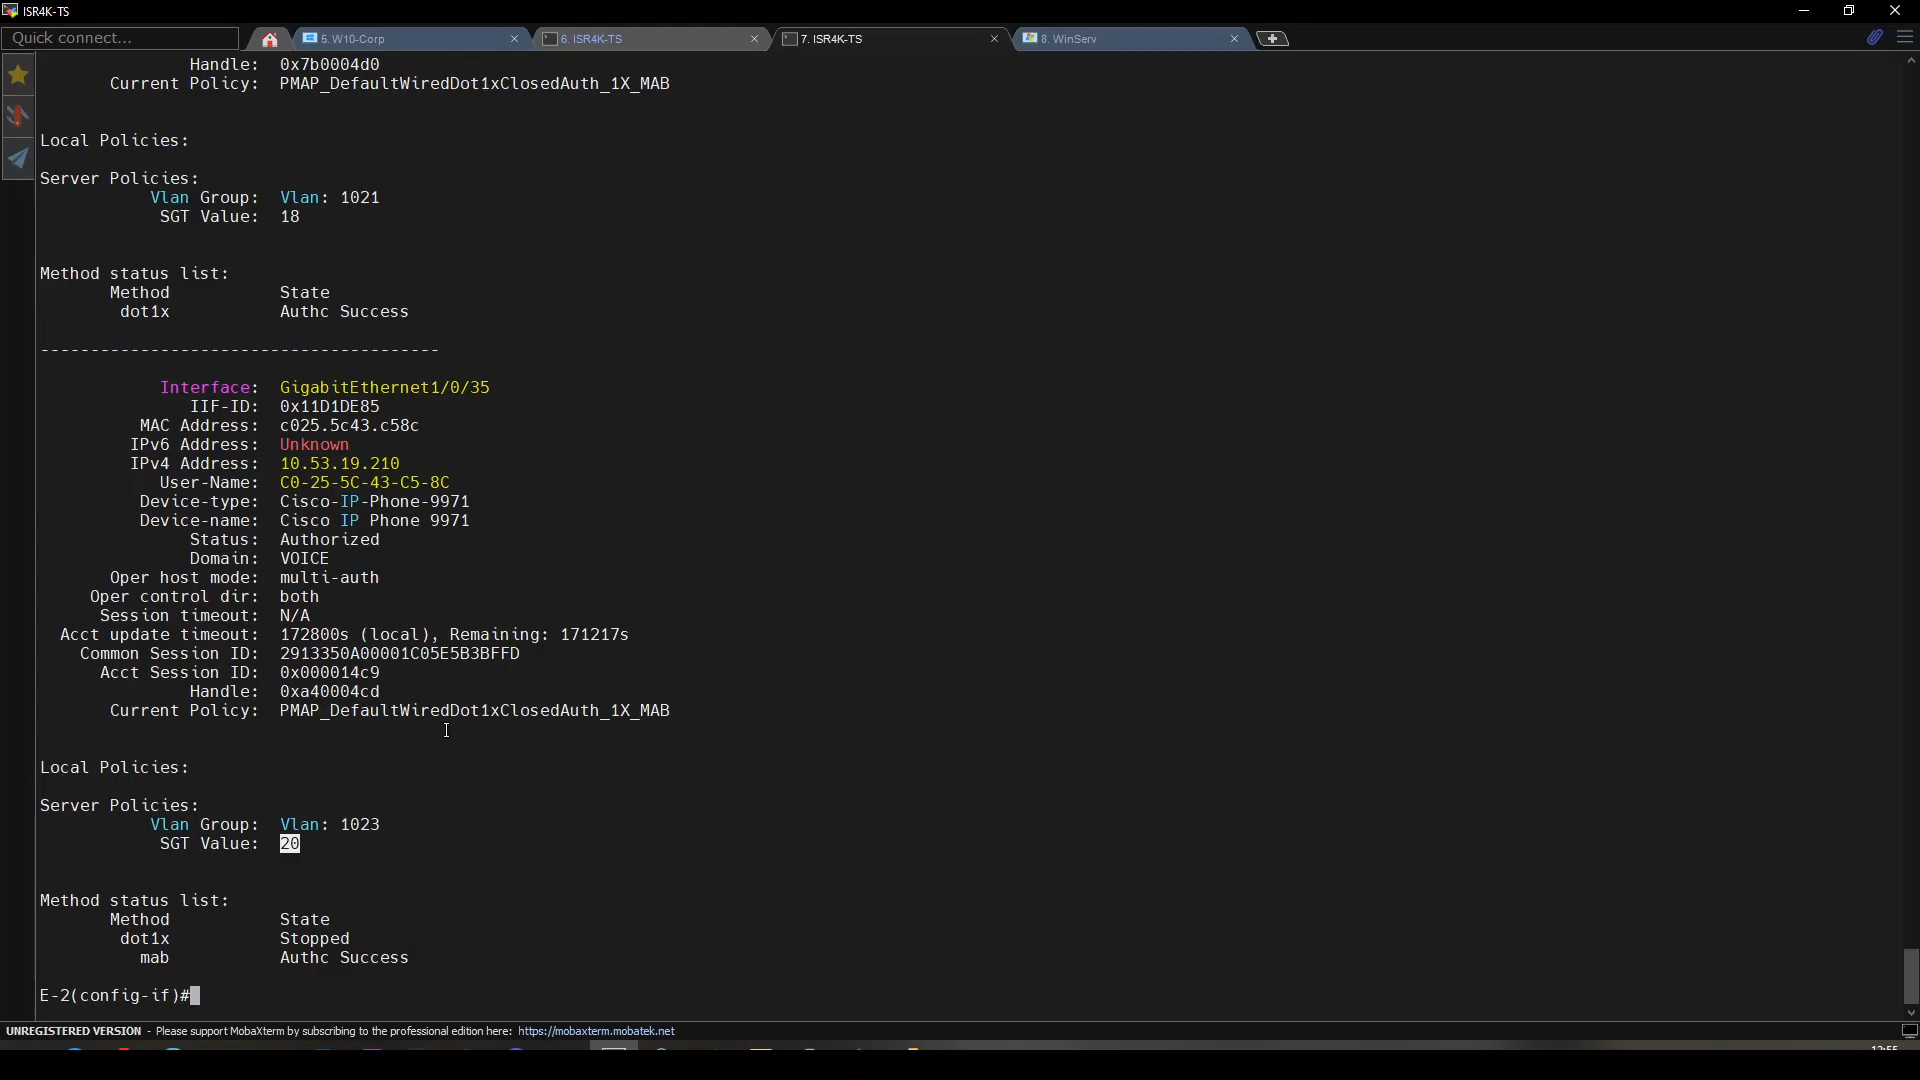 ISR4K-TS
Quick connect...
5. W10-Corp
6. ISR4K-TS
7. ISR4K-TS
8. WinServ
Handle: 0x7b0004d0
Current Policy: PMAP_DefaultWiredDot1xClosedAuth_1X_MAB
Local Policies:
Server Policies:
Vlan Group: Vlan: 1021
SGT Value: 18
Method status list:
Method State
dot1x Authc Success
----------------------------------------
Interface: GigabitEthernet1/0/35
IIF-ID: 0x11D1DE85
MAC Address: c025.5c43.c58c
IPv6 Address: Unknown
IPv4 Address: 10.53.19.210
User-Name: C0-25-5C-43-C5-8C
Device-type: Cisco-IP-Phone-9971
Device-name: Cisco IP Phone 9971
Status: Authorized
Domain: VOICE
Oper host mode: multi-auth
Oper control dir: both
Session timeout: N/A
Acct update timeout: 172800s (local), Remaining: 171217s
Common Session ID: 2913350A00001C05E5B3BFFD
Acct Session ID: 0x000014c9
Handle: 0xa40004cd
Current Policy: PMAP_DefaultWiredDot1xClosedAuth_1X_MAB
Local Policies:
Server Policies:
Vlan Group: Vlan: 1023
SGT Value: 20
Method status list:
Method State
dot1x Stopped
mab Authc Success
E-2(config-if)#
UNREGISTERED VERSION - Please support MobaXterm by subscribing to the professional edition here: https://mobaxterm.mobatek.net